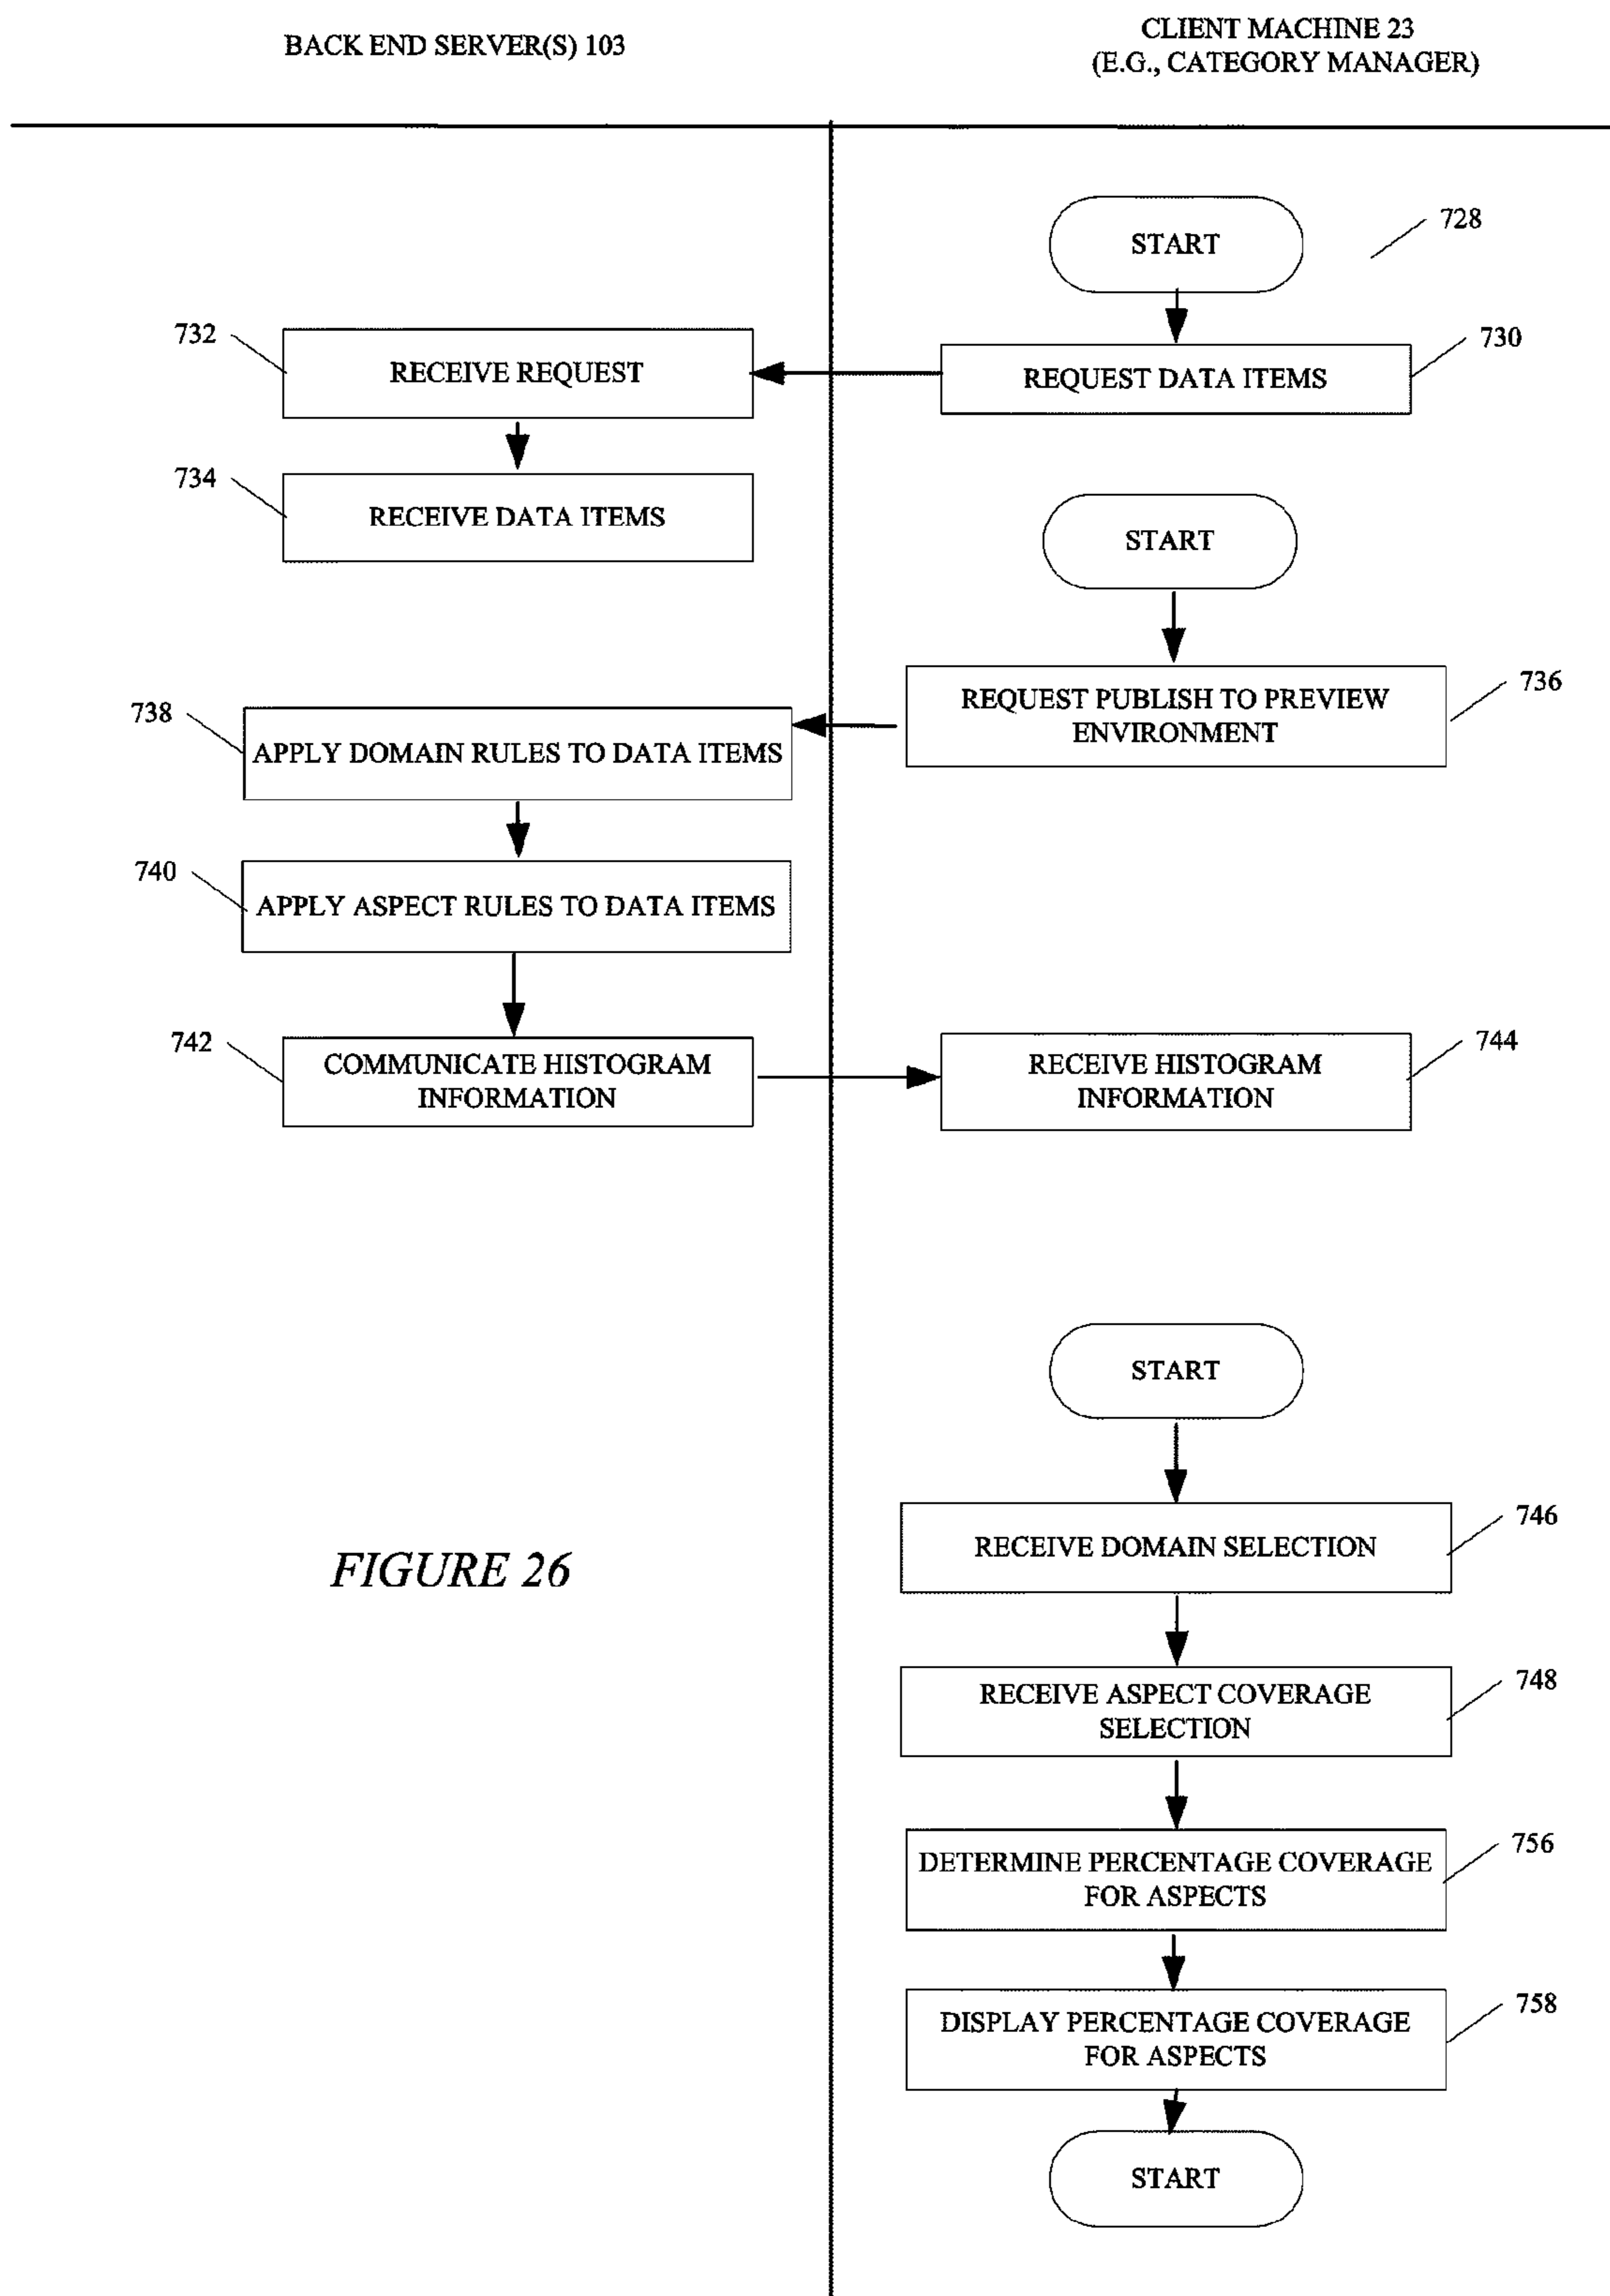 BACK END SERVER(S) 103
CLIENT MACHINE 23
(E.G., CATEGORY MANAGER)
START
728
732
RECEIVE REQUEST
REQUEST DATA ITEMS
730
734
RECEIVE DATA ITEMS
START
736
REQUEST PUBLISH TO PREVIEW
ENVIRONMENT
738
APPLY DOMAIN RULES TO DATA ITEMS
740
APPLY ASPECT RULES TO DATA ITEMS
742
COMMUNICATE HISTOGRAM
INFORMATION
744
RECEIVE HISTOGRAM
INFORMATION
START
746
RECEIVE DOMAIN SELECTION
FIGURE 26
748
RECEIVE ASPECT COVERAGE
SELECTION
756
DETERMINE PERCENTAGE COVERAGE
FOR ASPECTS
758
DISPLAY PERCENTAGE COVERAGE
FOR ASPECTS
START